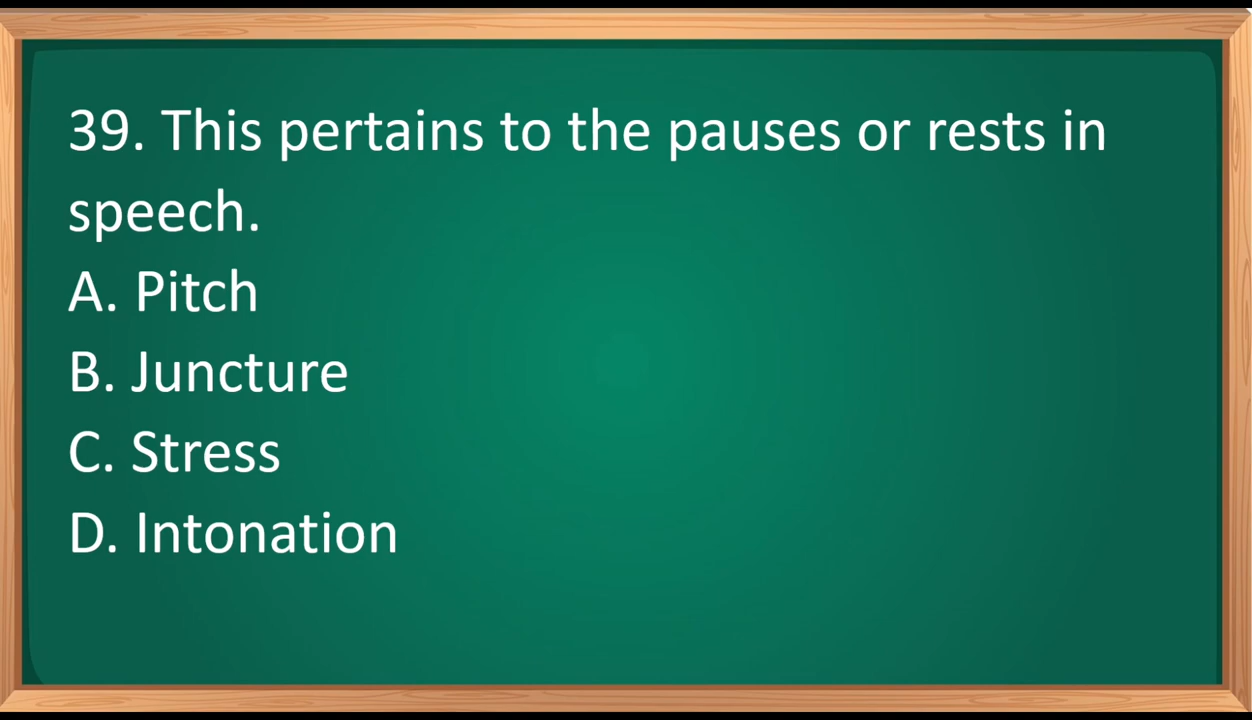 39. This pertains to the pauses or rests in
speech.
A. Pitch
B. Juncture
C. Stress
D. Intonation